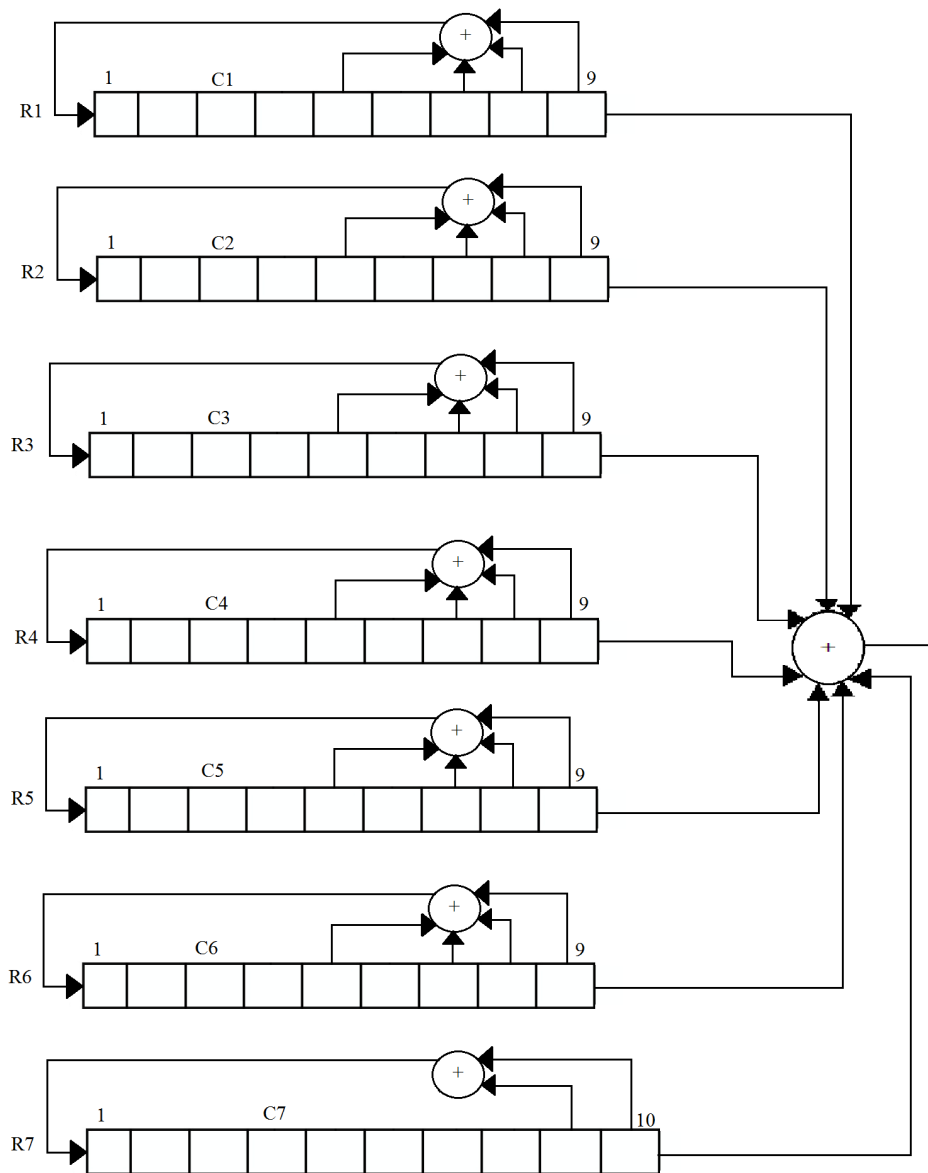 +
1 C1 9
R1
+
1 C2 9
R2
+
1 C3 9
R3
+
1 C4 9
R4
+
+
1 C5 9
R5
+
1 C6 9
R6
+
1 C7 10
R7